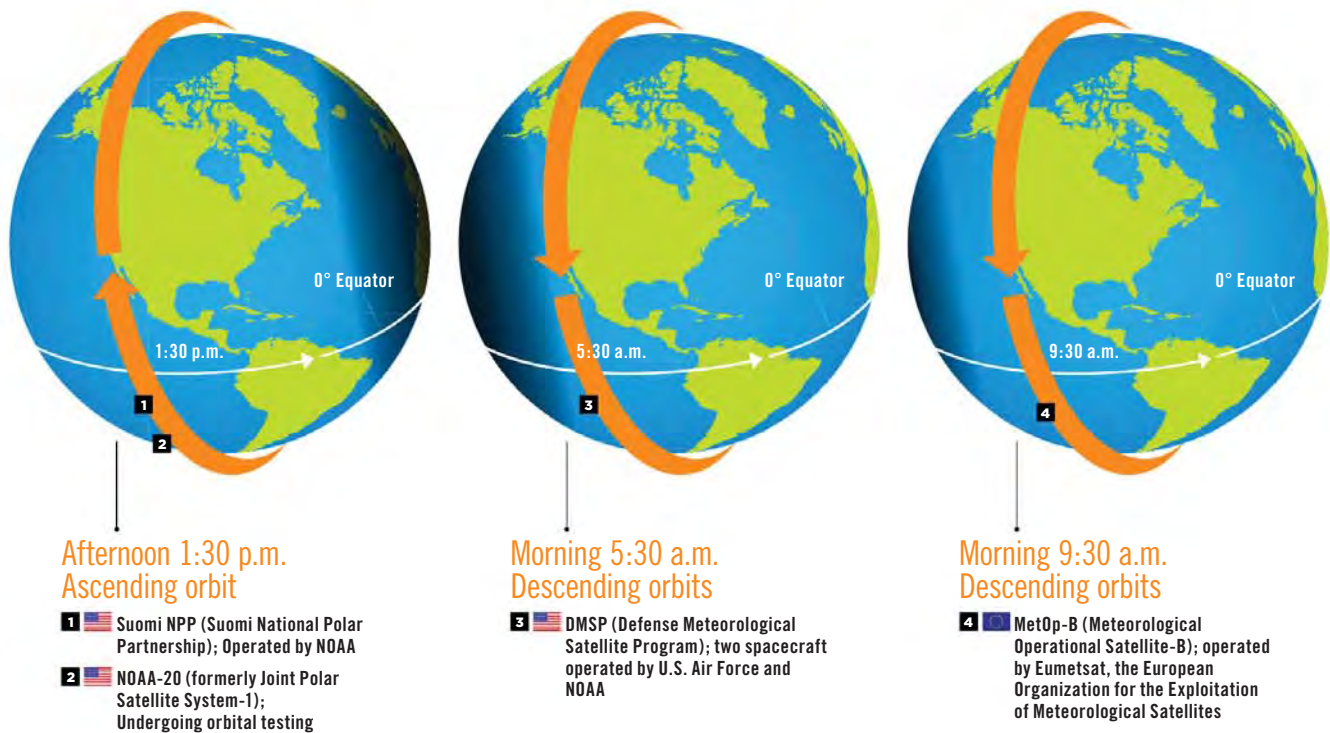 0° Equator
1:30 p.m.
1
2
Afternoon 1:30 p.m.
Ascending orbit
1 Suomi NPP (Suomi National Polar
Partnership); Operated by NOAA
2 NOAA-20 (formerly Joint Polar
Satellite System-1);
Undergoing orbital testing
0° Equator
5:30 a.m.
3
Morning 5:30 a.m.
Descending orbits
3 DMSP (Defense Meteorological
Satellite Program); two spacecraft
operated by U.S. Air Force and
NOAA
0° Equator
9:30 a.m.
4
Morning 9:30 a.m.
Descending orbits
4 MetOp-B (Meteorological
Operational Satellite-B); operated
by Eumetsat, the European
Organization for the Exploitation
of Meteorological Satellites